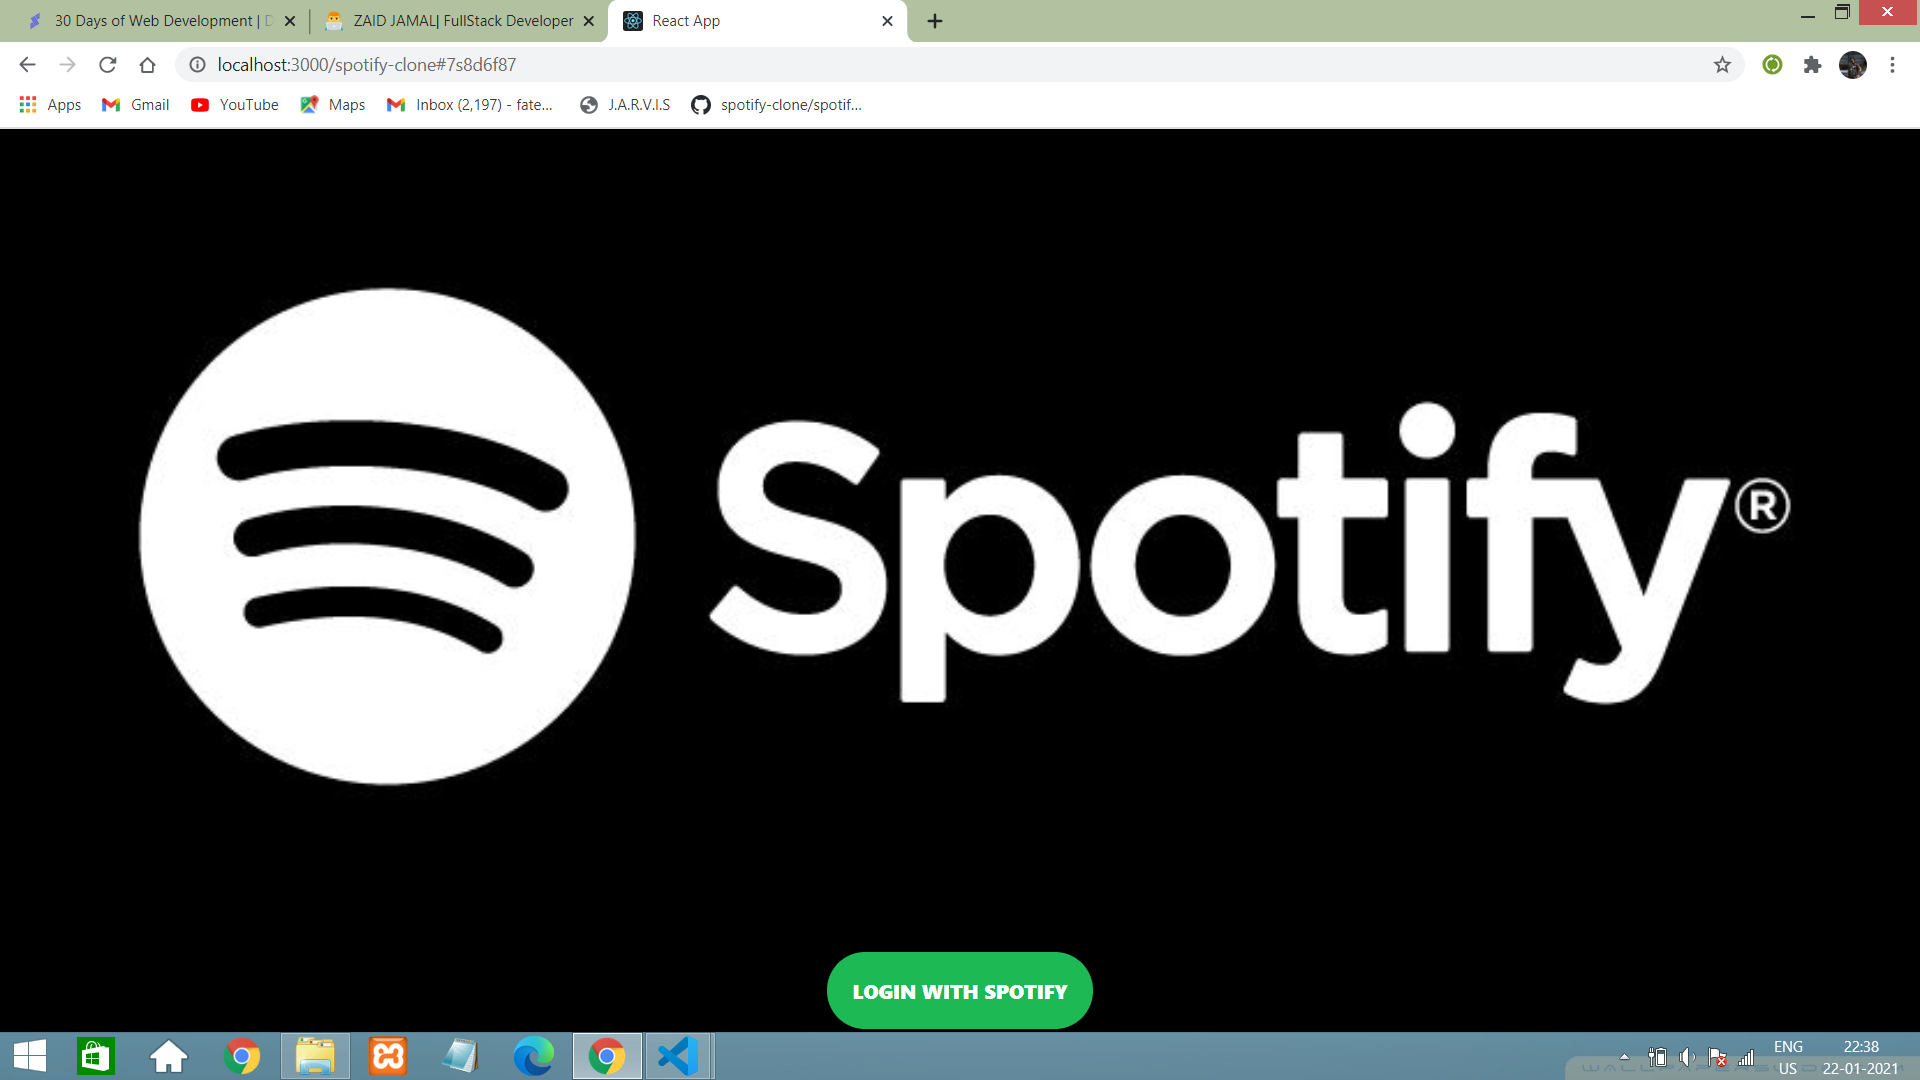 30 Days of Web Development | D
ZAID JAMAL| FullStack Developer
React App
localhost:3000/spotify-clone#7s8d6f87
Apps
Gmail
YouTube
Maps
Inbox (2,197) - fate...
J.A.R.V.I.S
spotify-clone/spotif...
Spotify®
LOGIN WITH SPOTIFY
ENG
US
22:38
22-01-2021